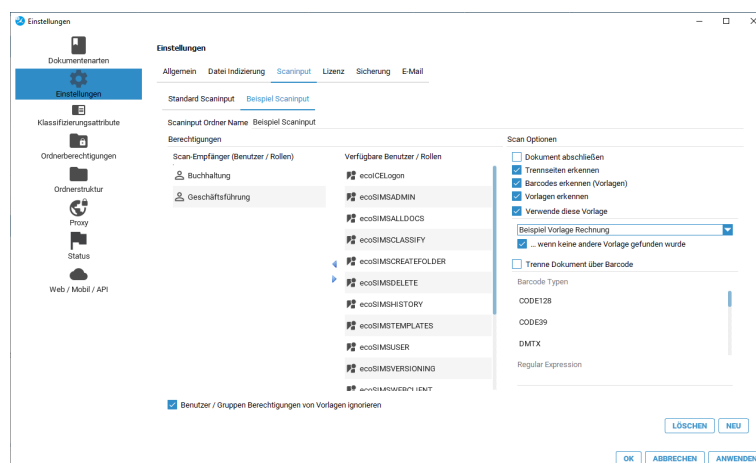 Einstellungen
Dokumentenarten
Einstellungen
Klassifizierungsattribute
Ordnerberechtigungen
Ordnerstruktur
Proxy
Status
Web / Mobil / API
Einstellungen
Allgemein Datei Indizierung Scaninput Lizenz Sicherung E-Mail
Standard Scaninput Beispiel Scaninput
Scaninput Ordner Name Beispiel Scaninput
Berechtigungen
Scan-Empfänger (Benutzer / Rollen)
Buchhaltung
Geschäftsführung
Verfügbare Benutzer / Rollen
ecoICELogon
ecoSIMSADMIN
ecoSIMSALLDOCS
ecoSIMSCLASSIFY
ecoSIMSCREATEFOLDER
ecoSIMSDELETE
ecoSIMSHISTORY
ecoSIMSTEMPLATES
ecoSIMSUSER
ecoSIMSVERSIONING
ecoSIMSWEBCLIENT
Benutzer / Gruppen Berechtigungen von Vorlagen ignorieren
Scan Optionen
Dokument abschließen
Trennseiten erkennen
Barcodes erkennen (Vorlagen)
Vorlagen erkennen
Verwende diese Vorlage
Beispiel Vorlage Rechnung
... wenn keine andere Vorlage gefunden wurde
Trenne Dokument über Barcode
Barcode Typen
CODE128
CODE39
DMTX
Regular Expression
LÖSCHEN NEU
OK ABBRECHEN ANWENDEN